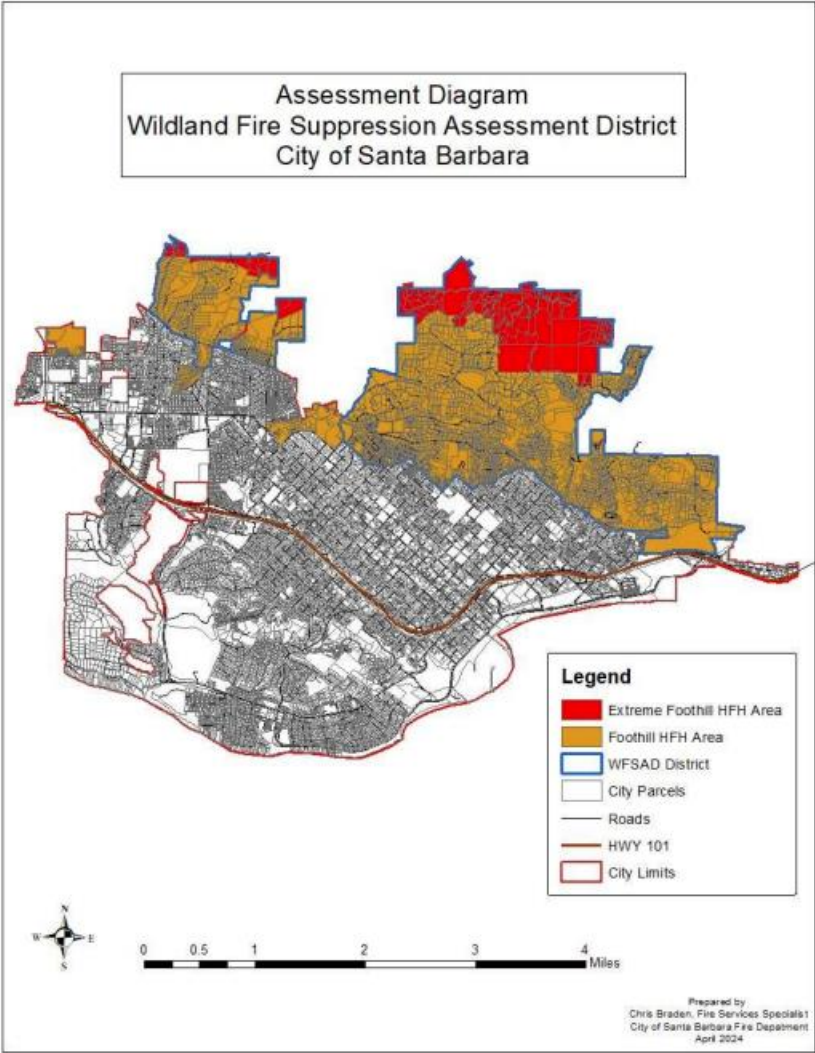 Assessment Diagram
Wildland Fire Suppression Assessment District
City of Santa Barbara
Legend
Extreme Foothill HFH Area
Foothill HFH Area
WFSAD District
City Parcels
Roads
HWY 101
City Limits
N
W E
S
0 0.5 1 2 3 4
Miles
Prepared by
Chris Braden, Fire Services Specialist
City of Santa Barbara Fire Depatment
April 2024